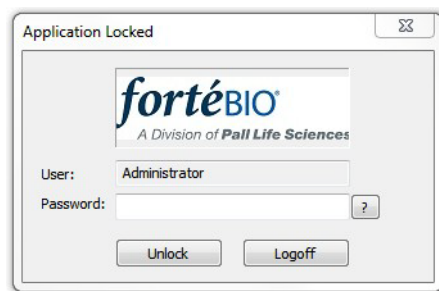 Application Locked
fortéBIO®
A Division of Pall Life Sciences
User: Administrator
Password: ?
Unlock Logoff